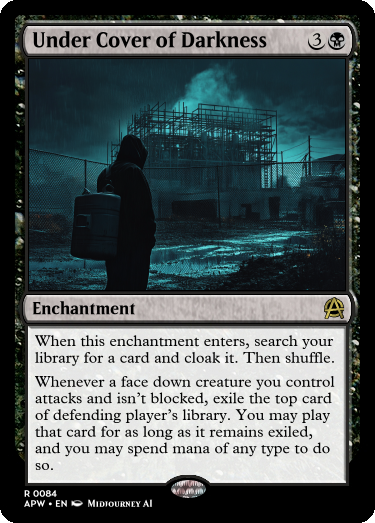 Under Cover of Darkness 3
Enchantment
When this enchantment enters, search your
library for a card and cloak it. Then shuffle.
Whenever a face down creature you control
attacks and isn't blocked, exile the top card
of defending player's library. You may play
that card for as long as it remains exiled,
and you may spend mana of any type to do
so.
R 0084
APW • EN Midjourney AI